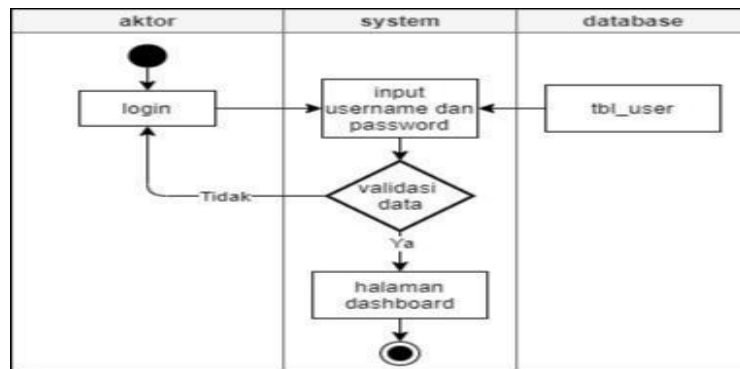 aktor
system
database
login
input
username dan
password
tbl_user
validasi
data
Tidak
Ya
halaman
dashboard